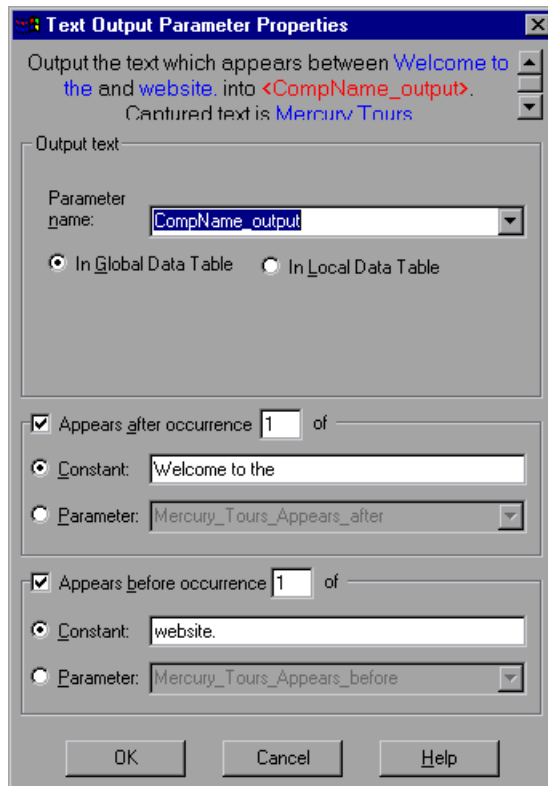 Text Output Parameter Properties
Output the text which appears between Welcome to
the and website. into <CompName_output>.
Captured text is Mercury Tours
Output text
Parameter
name:
CompName_output
In Global Data Table
In Local Data Table
Appears after occurrence 1 of
Constant: Welcome to the
Parameter: Mercury_Tours_Appears_after
Appears before occurrence 1 of
Constant: website.
Parameter: Mercury_Tours_Appears_before
OK Cancel Help